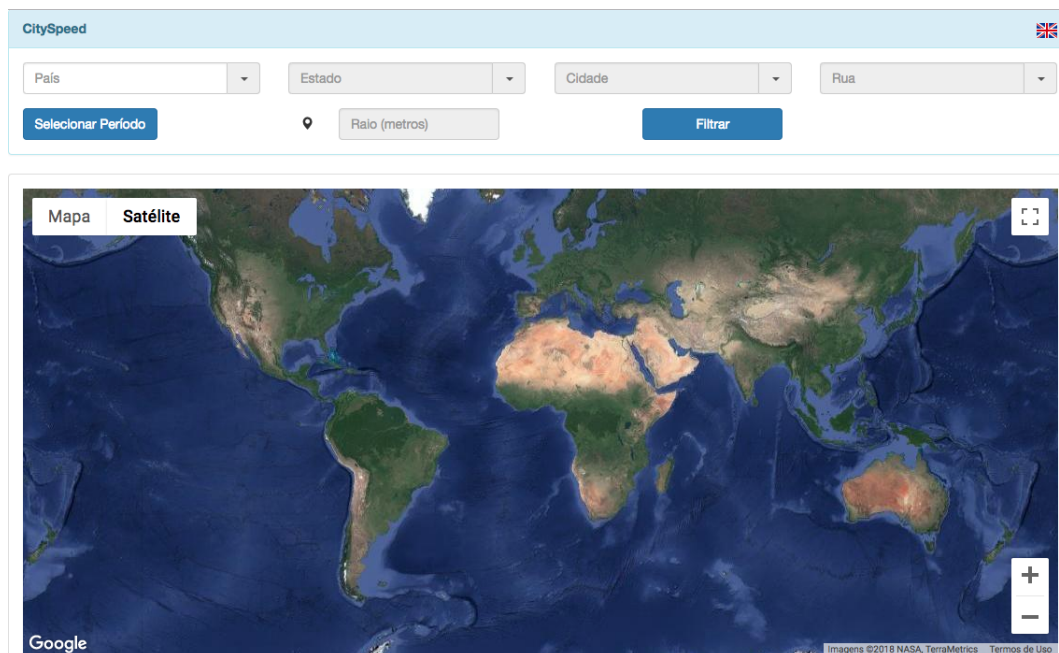 CitySpeed
País Estado Cidade Rua
Selecionar Período Raio (metros) Filtrar
Mapa Satélite
Google
Imagens ©2018 NASA, TerraMetrics Termos de Uso